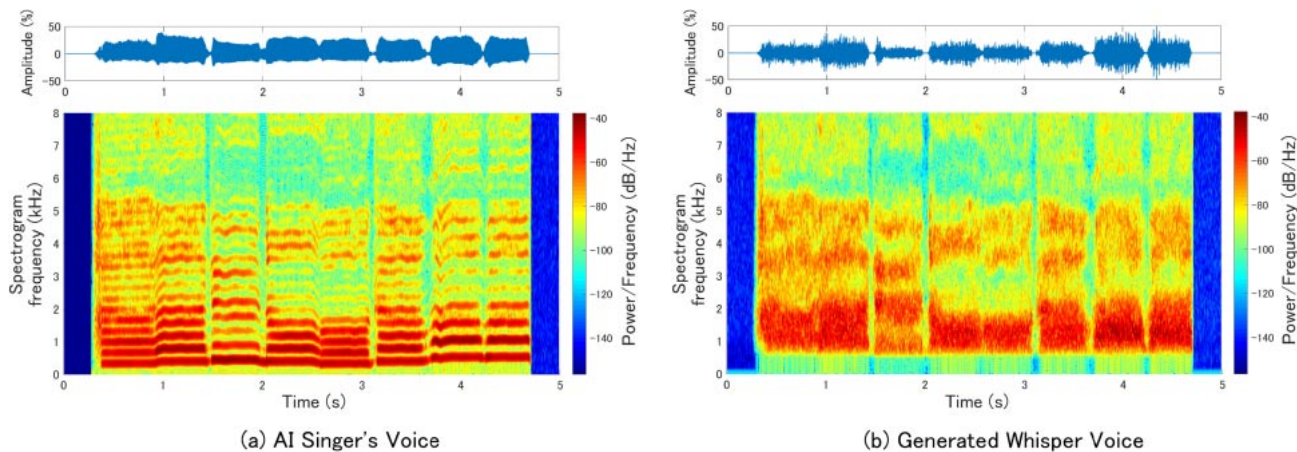 Amplitude (%)
50
0
−50
0 1 2 3 4 5
Spectrogram
frequency (kHz)
8
7
6
5
4
3
2
1
0
0 1 2 3 4 5
Time (s)
−40
−60
−80
−100
−120
−140
Power/Frequency (dB/Hz)
(a) AI Singer's Voice
Amplitude (%)
50
0
−50
0 1 2 3 4 5
Spectrogram
frequency (kHz)
8
7
6
5
4
3
2
1
0
0 1 2 3 4 5
Time (s)
−40
−60
−80
−100
−120
−140
Power/Frequency (dB/Hz)
(b) Generated Whisper Voice